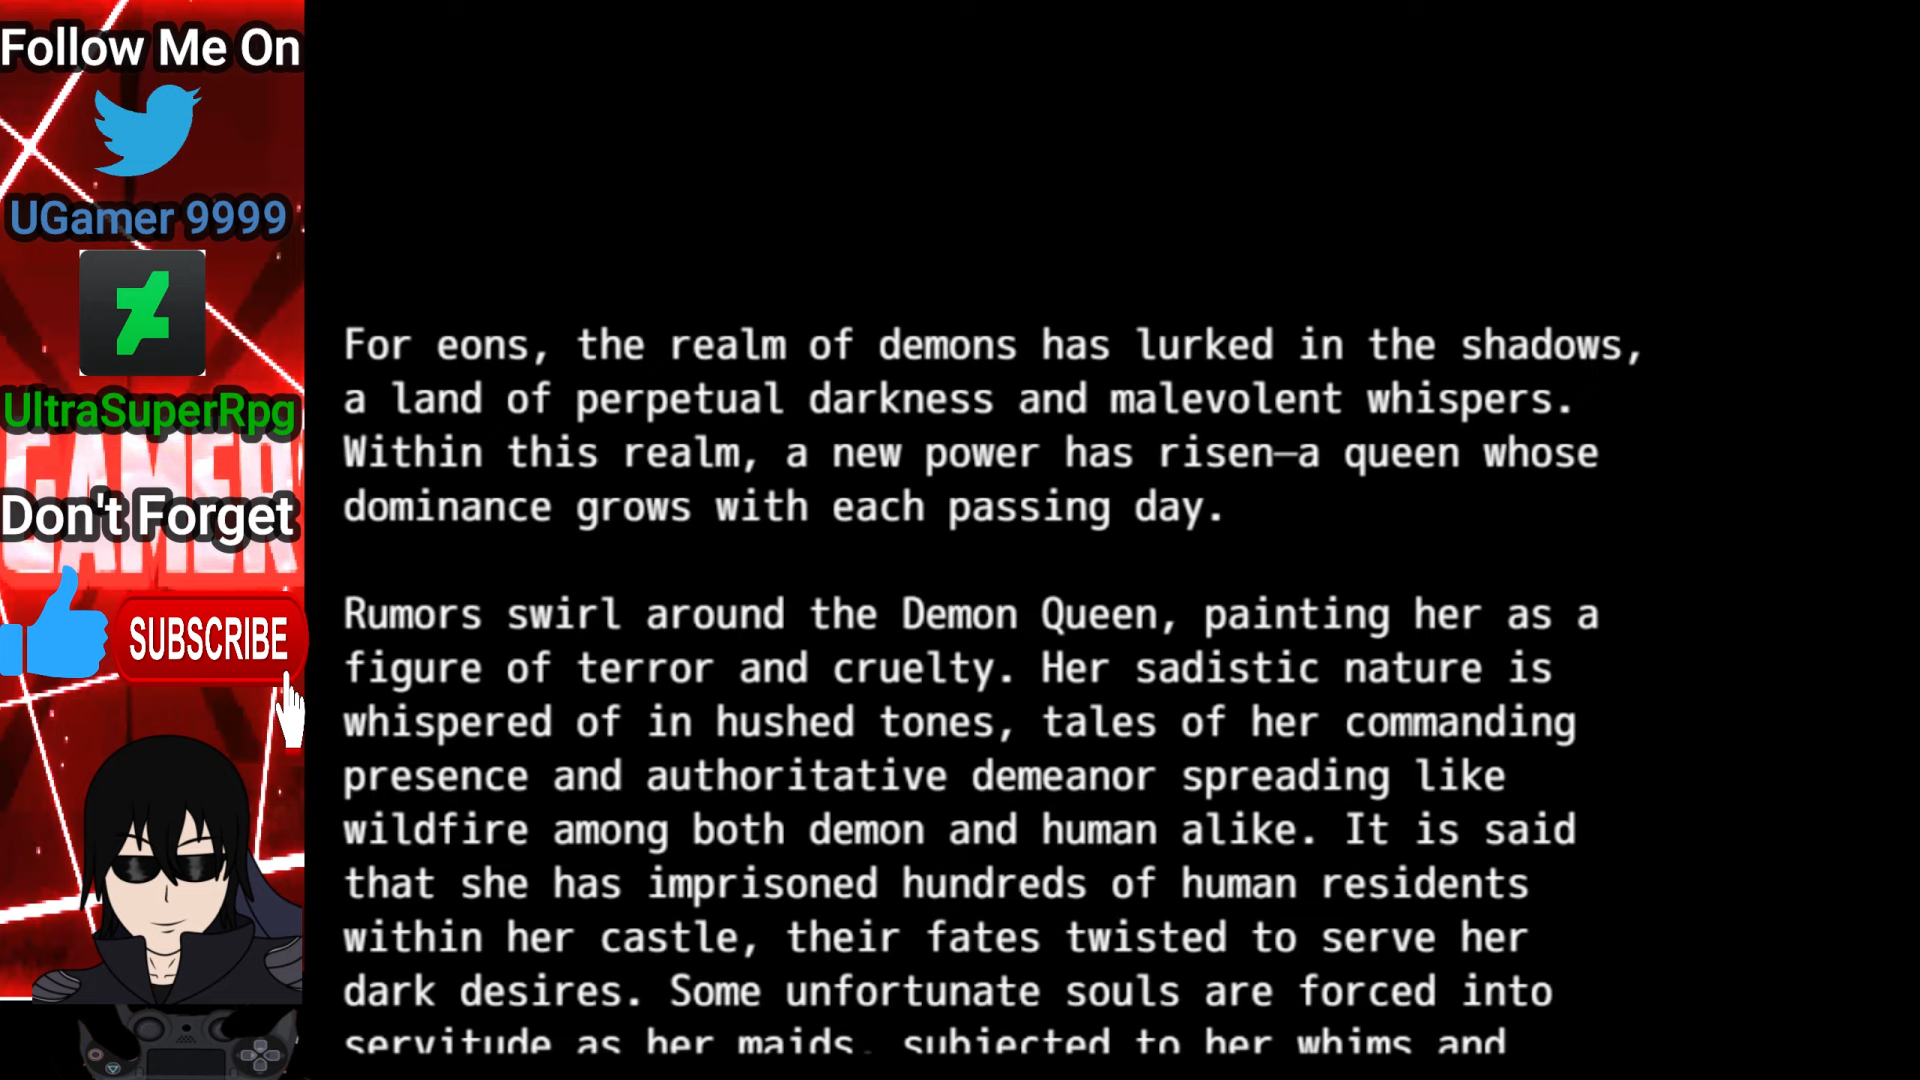 Follow Me On
UGamer 9999
UltraSuperRpg
GAMER
Don't Forget
SUBSCRIBE
For eons, the realm of demons has lurked in the shadows,
a land of perpetual darkness and malevolent whispers.
Within this realm, a new power has risen—a queen whose
dominance grows with each passing day.
Rumors swirl around the Demon Queen, painting her as a
figure of terror and cruelty. Her sadistic nature is
whispered of in hushed tones, tales of her commanding
presence and authoritative demeanor spreading like
wildfire among both demon and human alike. It is said
that she has imprisoned hundreds of human residents
within her castle, their fates twisted to serve her
dark desires. Some unfortunate souls are forced into
servitude as her maids, subjected to her whims and